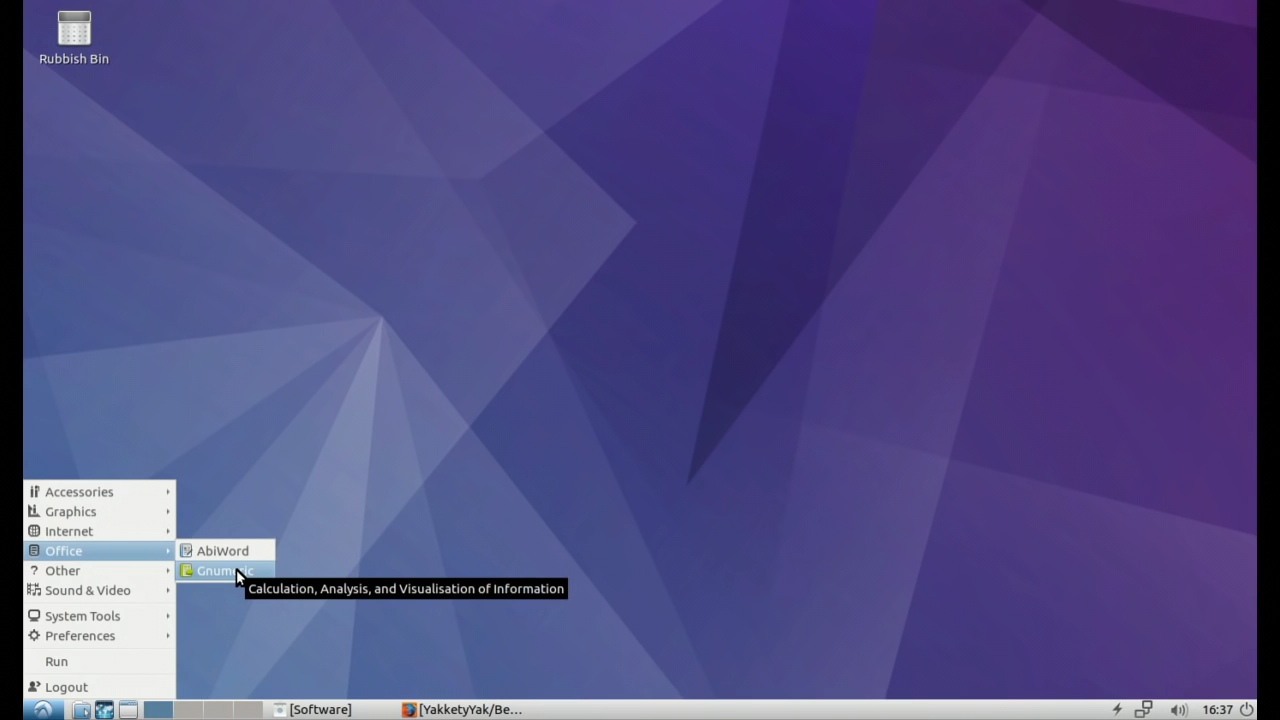 Rubbish Bin
Accessories
Graphics
Internet
Office
AbiWord
Other
Gnumeric
Calculation, Analysis, and Visualisation of Information
Sound & Video
System Tools
Preferences
Run
Logout
[Software]
[YakketyYak/Be...
16:37